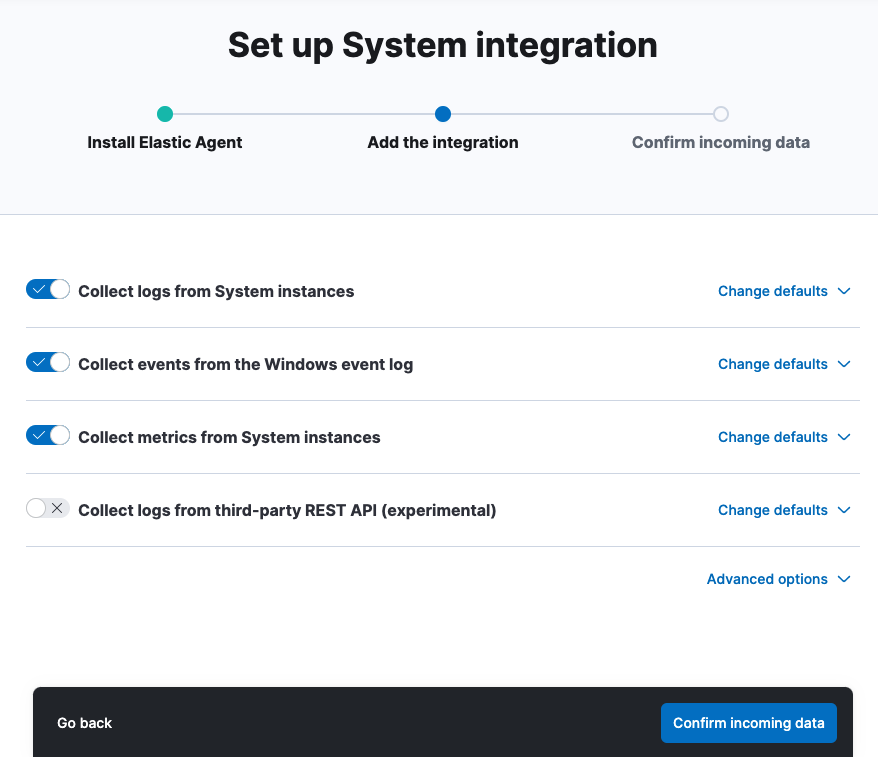 Set up System integration
Install Elastic Agent
Add the integration
Confirm incoming data
Collect logs from System instances
Change defaults
Collect events from the Windows event log
Change defaults
Collect metrics from System instances
Change defaults
Collect logs from third-party REST API (experimental)
Change defaults
Advanced options
Go back
Confirm incoming data